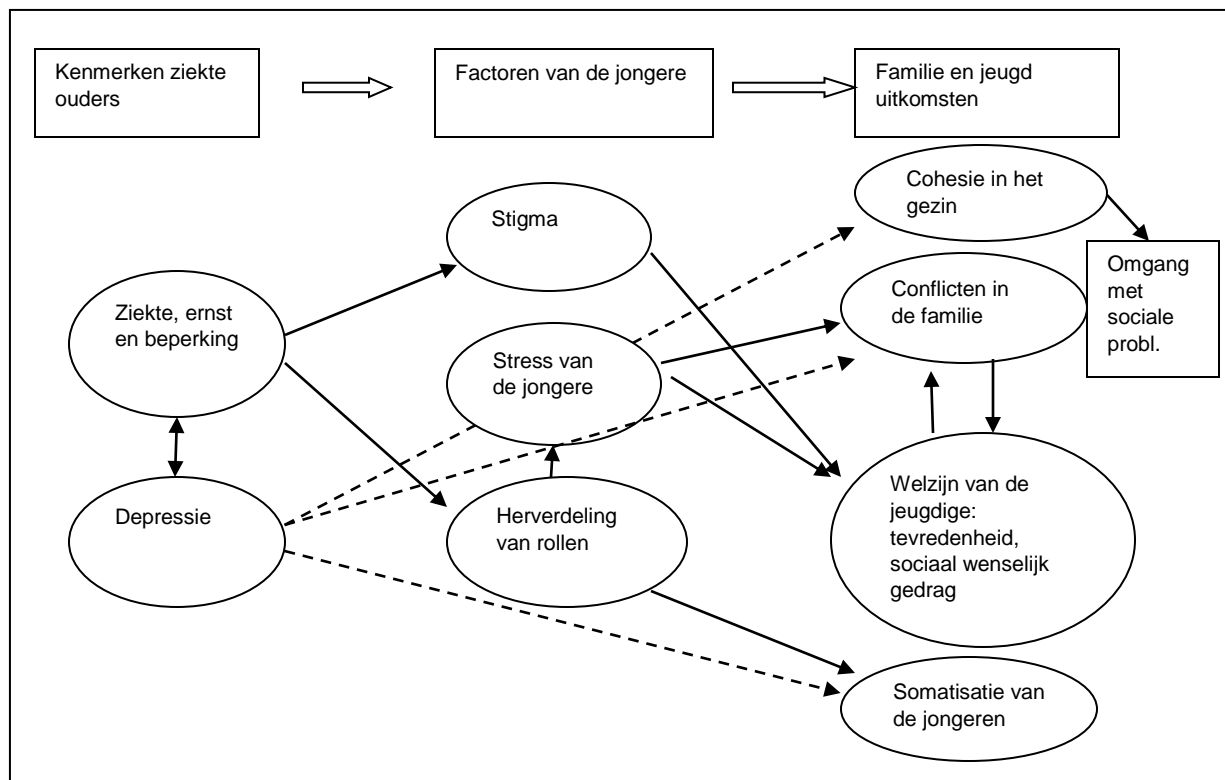 Kenmerken ziekte
ouders
Factoren van de jongere
Familie en jeugd
uitkomsten
Cohesie in het
gezin
Stigma
Omgang
met
sociale
probl.
Ziekte, ernst
en beperking
Conflicten in
de familie
Stress van
de jongere
Depressie
Herverdeling
van rollen
Welzijn van de
jeugdige:
tevredenheid,
sociaal wenselijk
gedrag
Somatisatie van
de jongeren